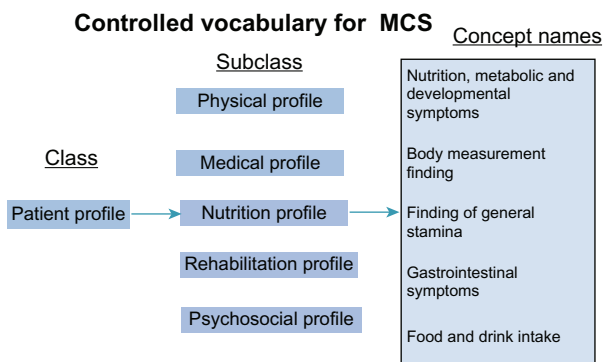 Controlled vocabulary for MCS
Class
Patient profile
Subclass
Physical profile
Medical profile
Nutrition profile
Rehabilitation profile
Psychosocial profile
Concept names
Nutrition, metabolic and
developmental
symptoms
Body measurement
finding
Finding of general
stamina
Gastrointestinal
symptoms
Food and drink intake